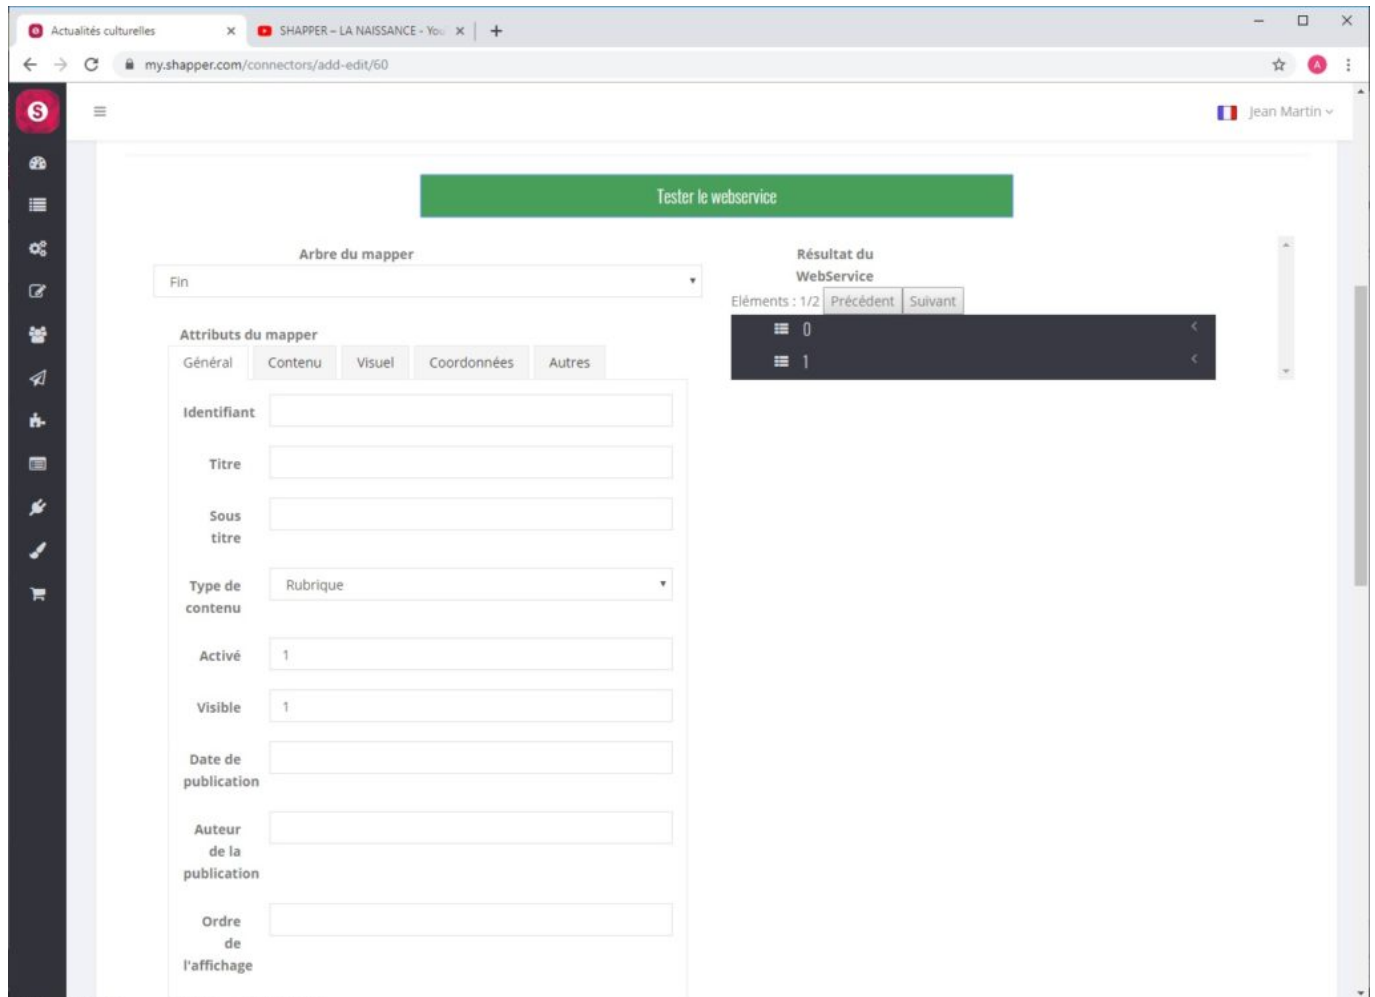 Actualités culturelles
SHAPPER – LA NAISSANCE - You
my.shapper.com/connectors/add-edit/60
A
S
Jean Martin
Tester le webservice
Arbre du mapper
Fin
Résultat du
WebService
Eléments : 1/2 Précédent Suivant
0
1
Attributs du mapper
Général Contenu Visuel Coordonnées Autres
Identifiant
Titre
Sous
titre
Type de
contenu
Rubrique
Activé
1
Visible
1
Date de
publication
Auteur
de la
publication
Ordre
de
l'affichage